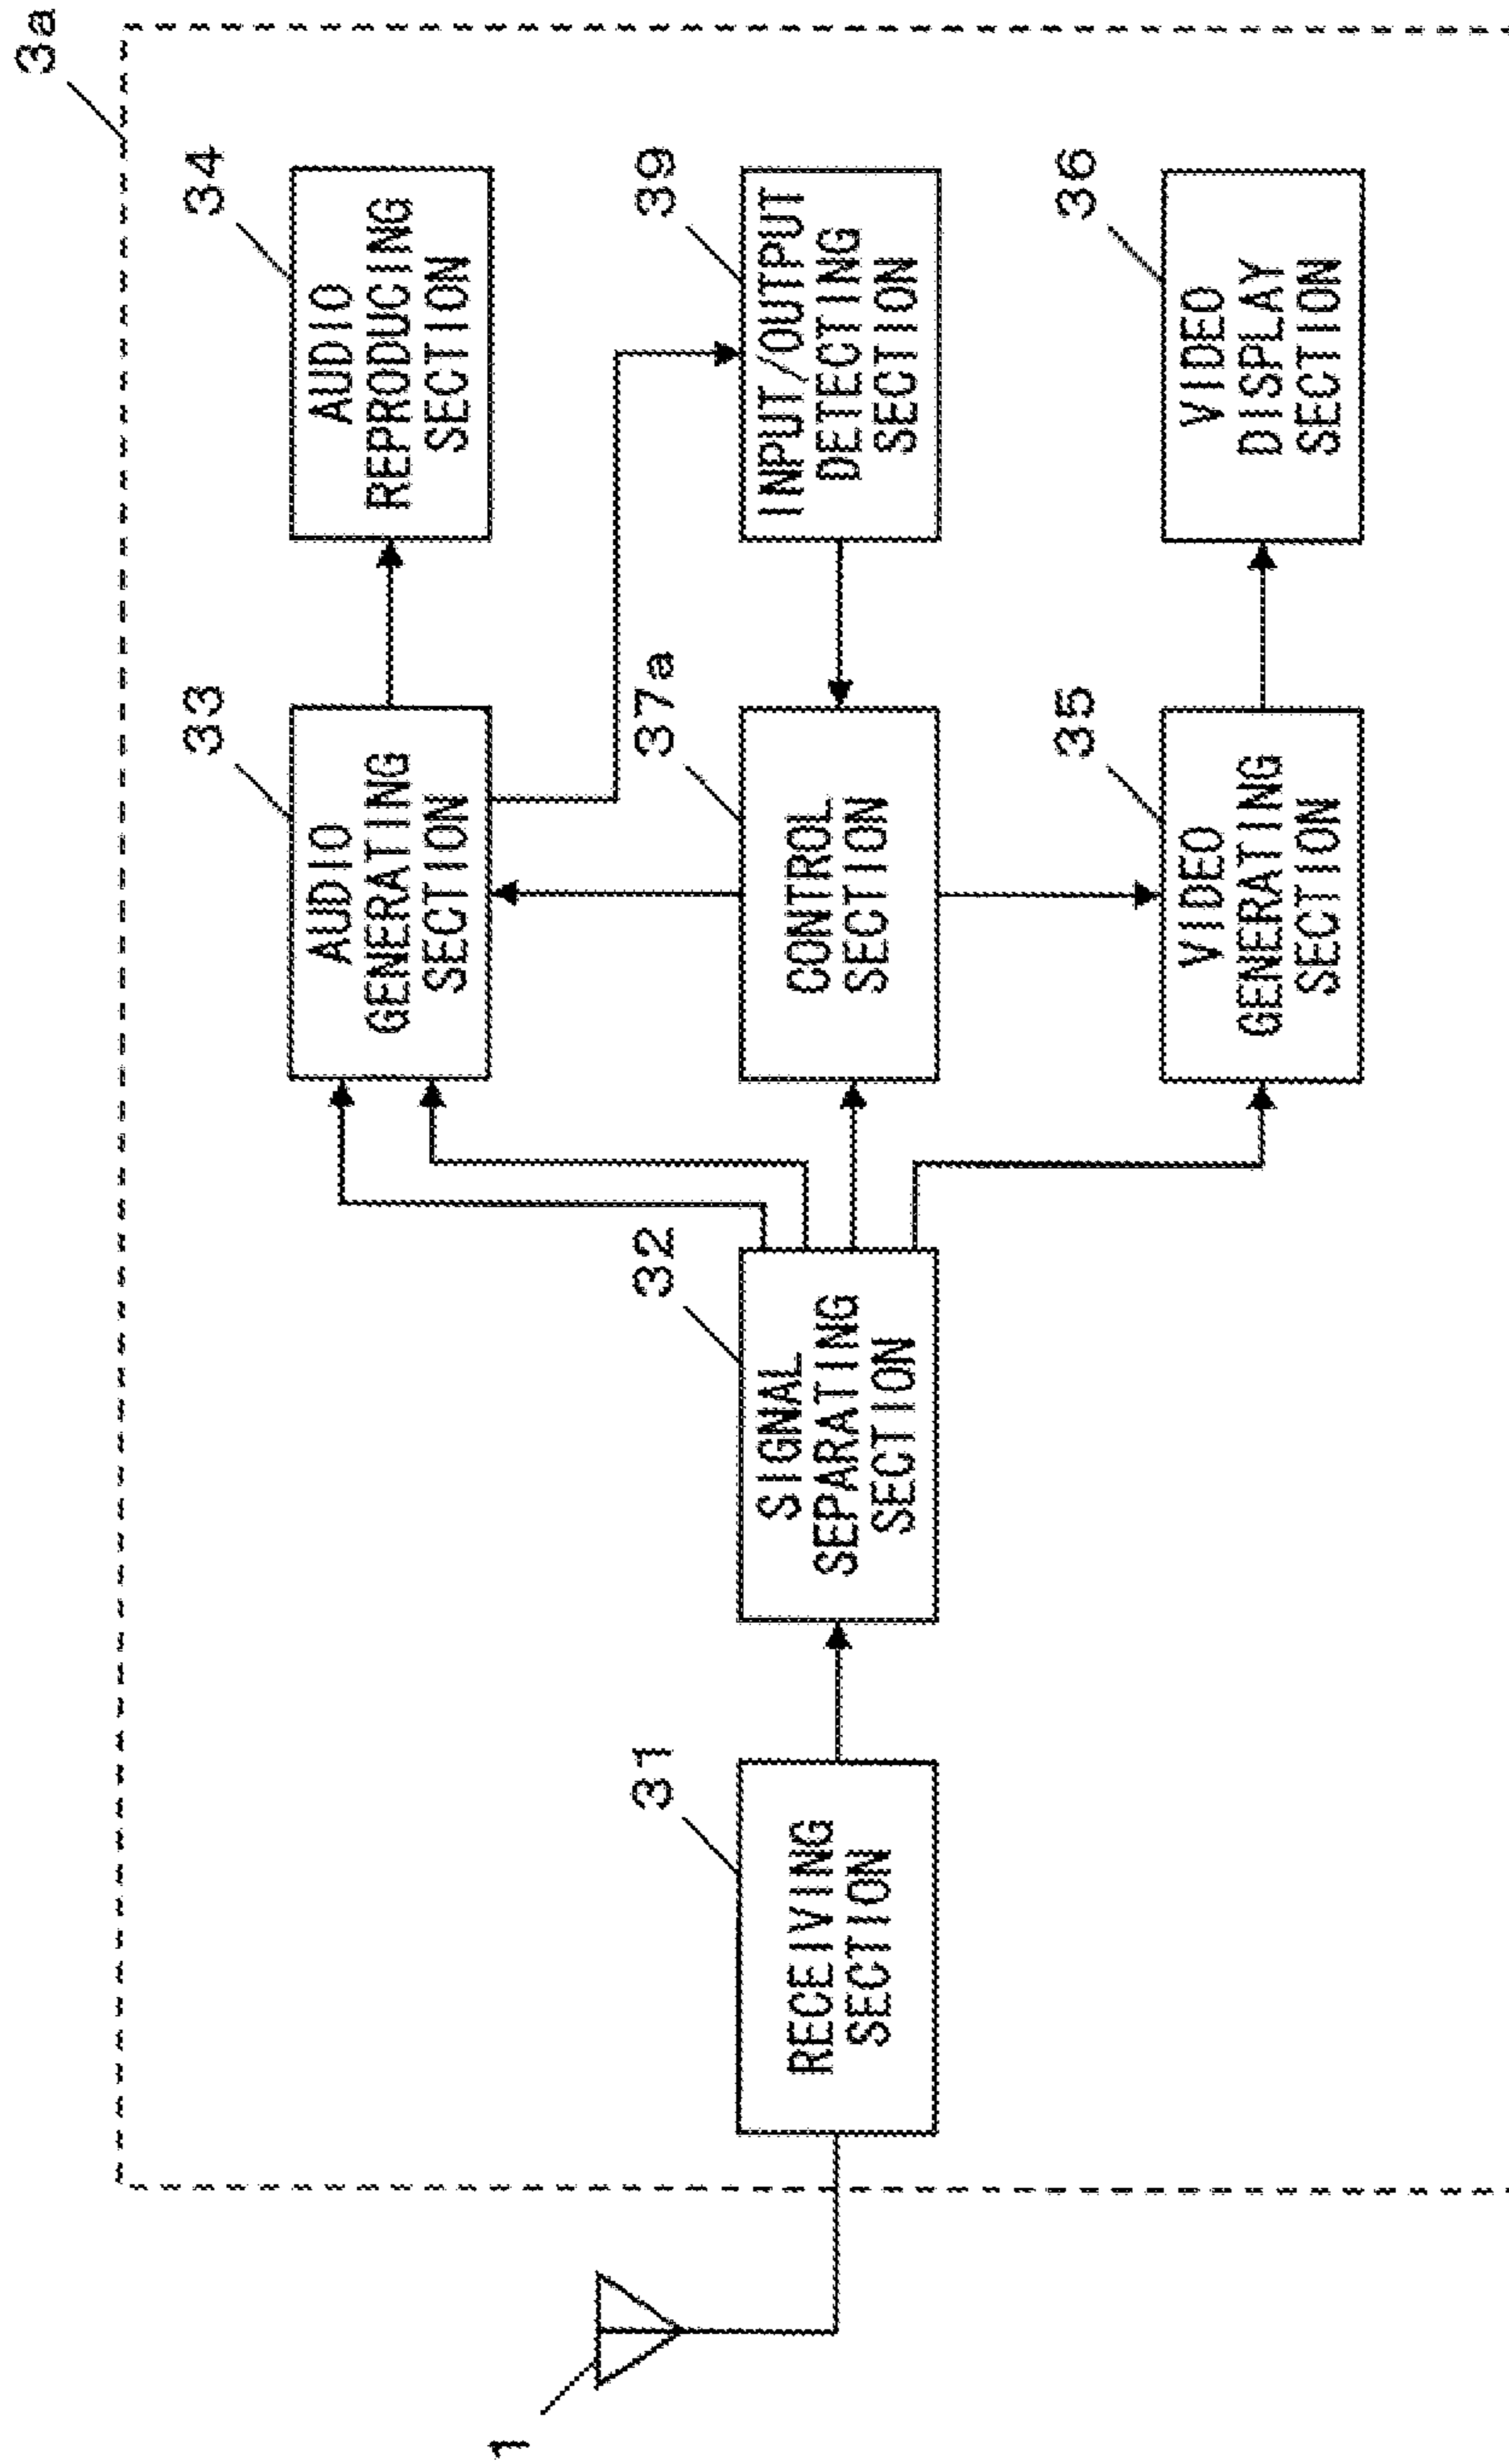 3a
34
AUDIO
REPRODUCING
SECTION
33
AUDIO
GENERATING
SECTION
39
INPUT/OUTPUT
DETECTING
SECTION
37a
CONTROL
SECTION
32
SIGNAL
SEPARATING
SECTION
31
RECEIVING
SECTION
36
VIDEO
DISPLAY
SECTION
35
VIDEO
GENERATING
SECTION
1